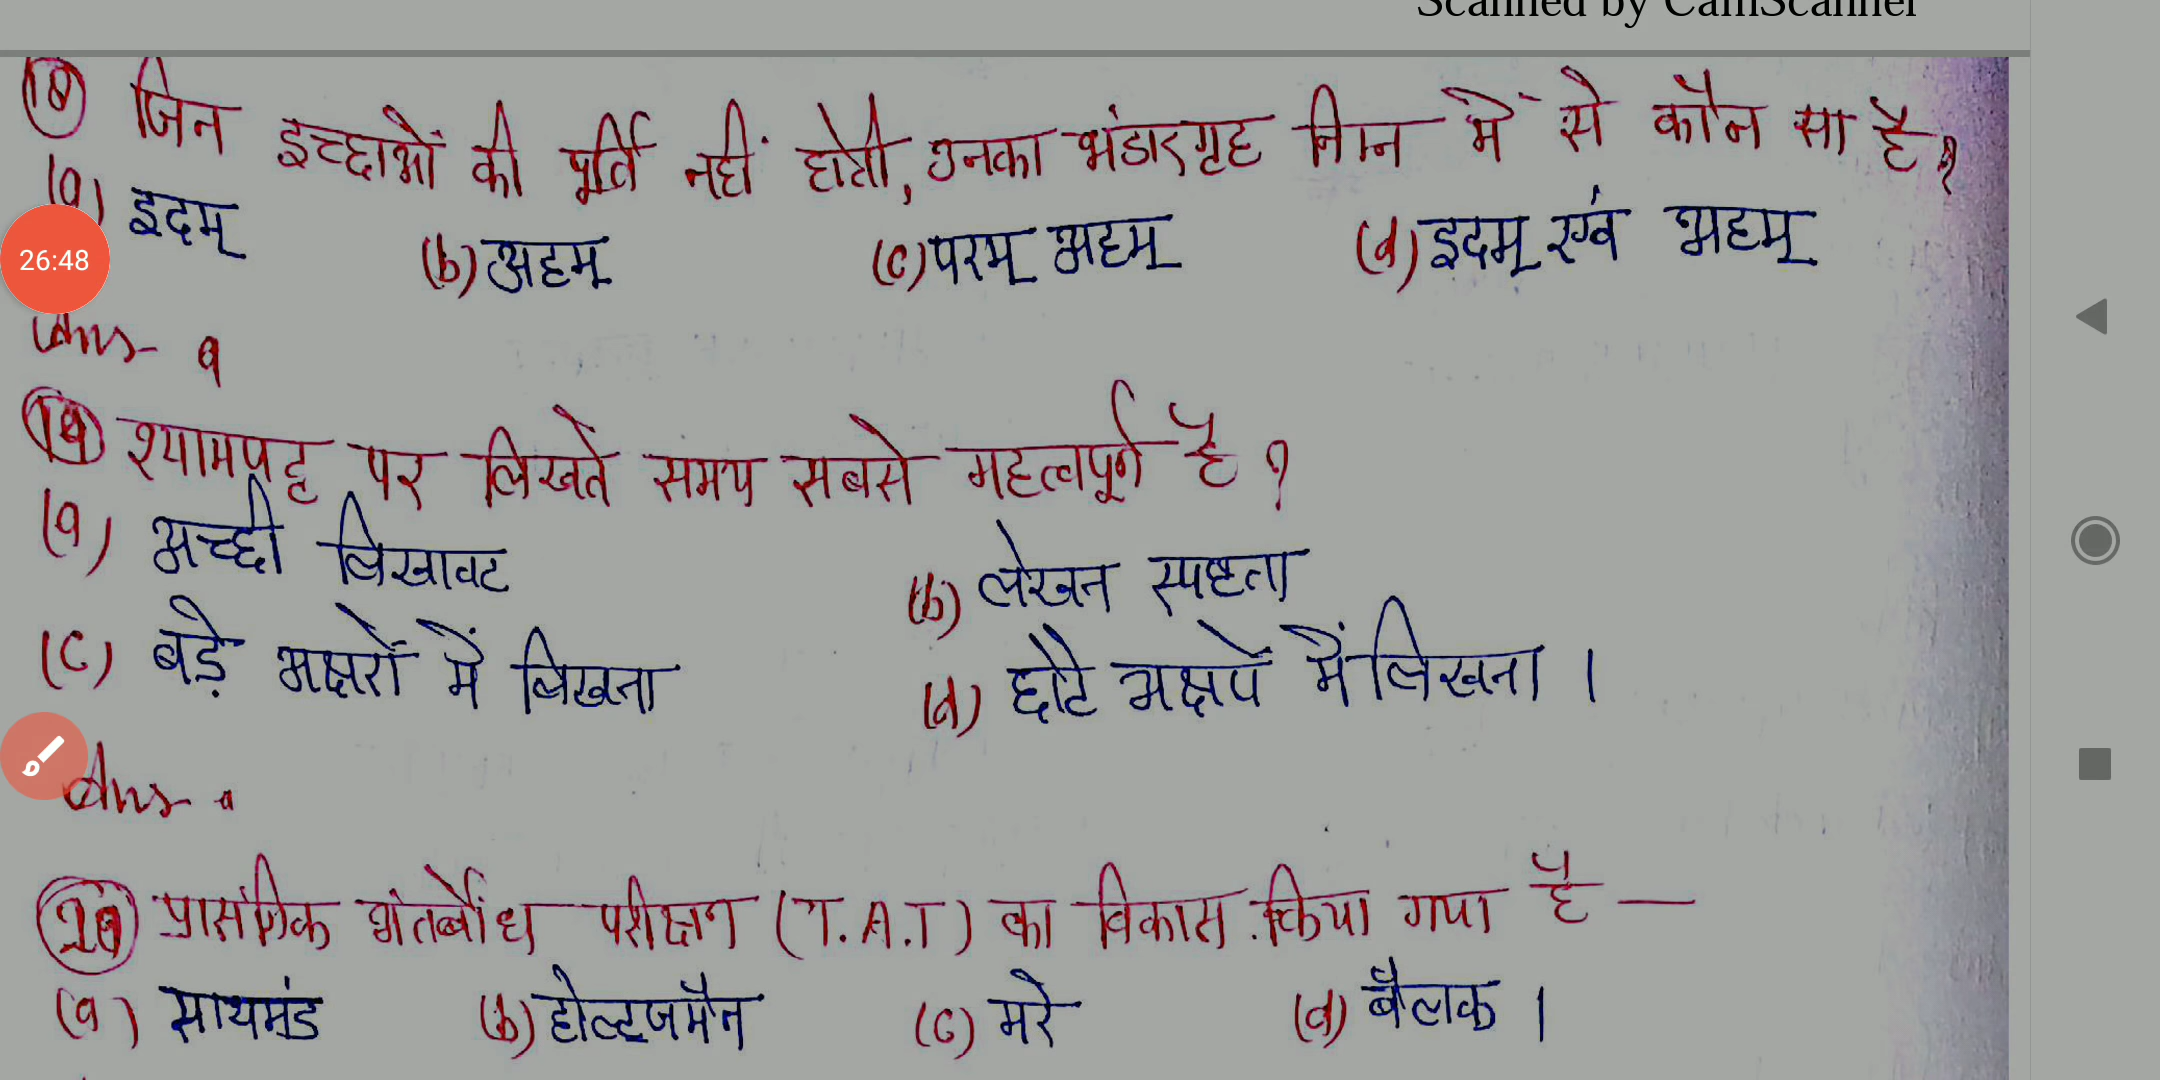 Scanned by CamScanner
18 जिन इच्छाओं की पूर्ति नहीं होती, उनका भंडारगृह निम्न में से कौन सा है?
(a) इदम् (b) अहम् (c) परम् अहम् (d) इदम् एवं अहम्
26:48
Ans- a
19 श्यामपट्ट पर लिखते समय सबसे महत्वपूर्ण है?
(a) अच्छी लिखावट (b) लेखन स्पष्टता
(c) बड़े अक्षरों में लिखना (d) छोटे अक्षरों में लिखना।
Ans- a
20 प्रासंगिक अंतर्बोध परीक्षण (T.A.T) का विकास किया गया है —
(a) सायमंड (b) होल्ट्जमैन (c) मरे (d) बैलक।